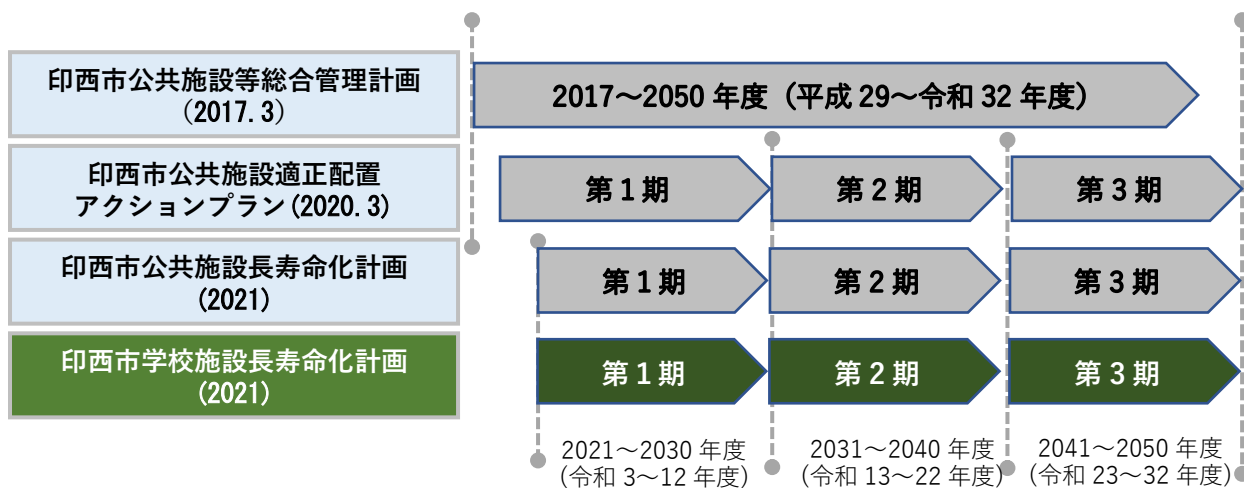 印西市公共施設等総合管理計画
(2017.3)
2017～2050 年度（平成 29～令和 32 年度）
印西市公共施設適正配置
アクションプラン(2020.3)
第 1 期
第 2 期
第 3 期
印西市公共施設長寿命化計画
(2021)
第 1 期
第 2 期
第 3 期
印西市学校施設長寿命化計画
(2021)
第 1 期
第 2 期
第 3 期
2021～2030 年度
(令和 3～12 年度)
2031～2040 年度
(令和 13～22 年度)
2041～2050 年度
(令和 23～32 年度)